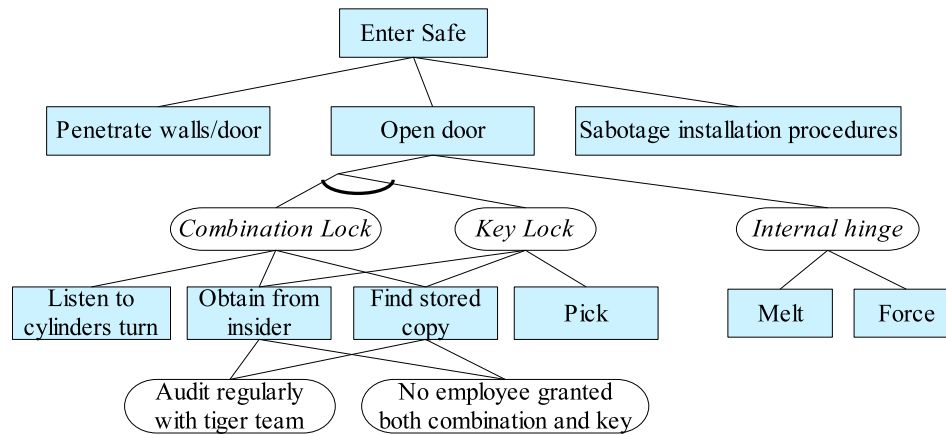 Enter Safe
Penetrate walls/door
Open door
Sabotage installation procedures
Combination Lock
Key Lock
Internal hinge
Listen to
cylinders turn
Obtain from
insider
Find stored
copy
Pick
Melt
Force
Audit regularly
with tiger team
No employee granted
both combination and key